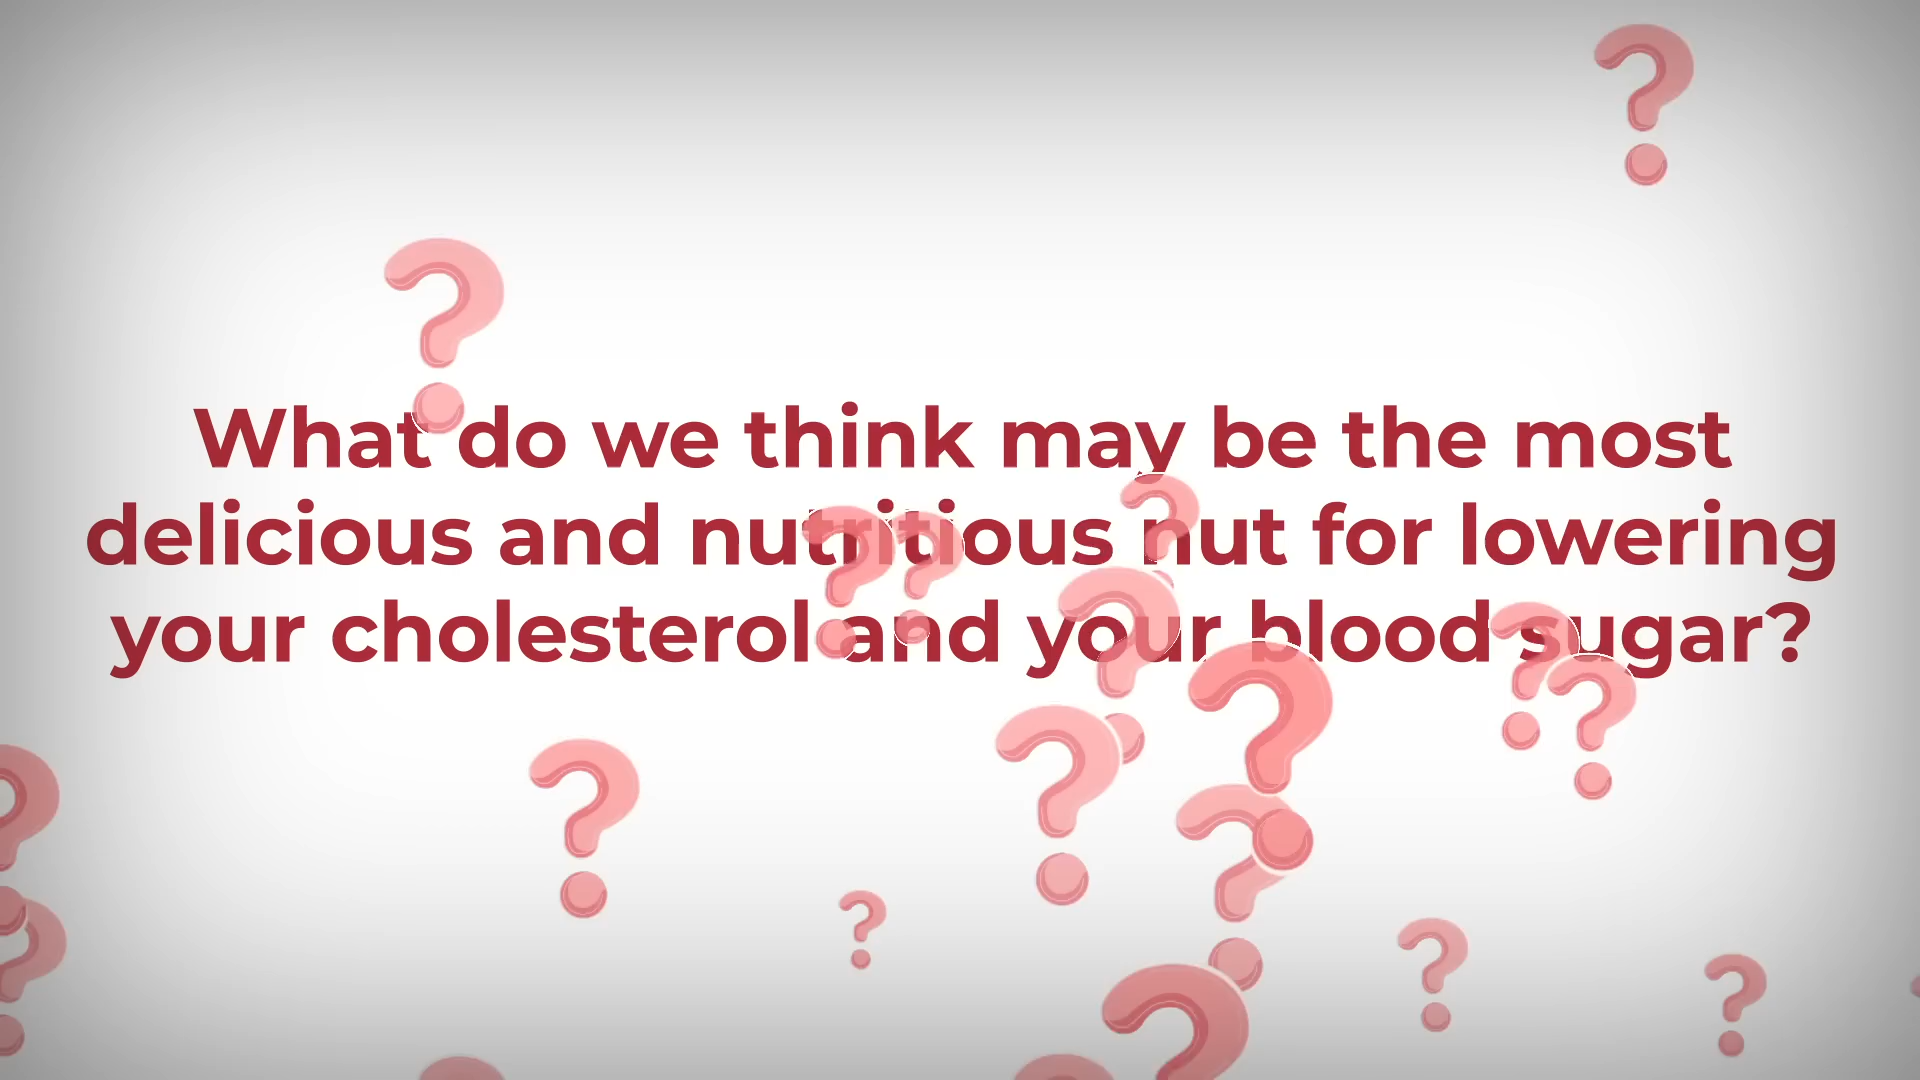 What do we think may be the most
delicious and nutritious nut for lowering
your cholesterol and your blood sugar?